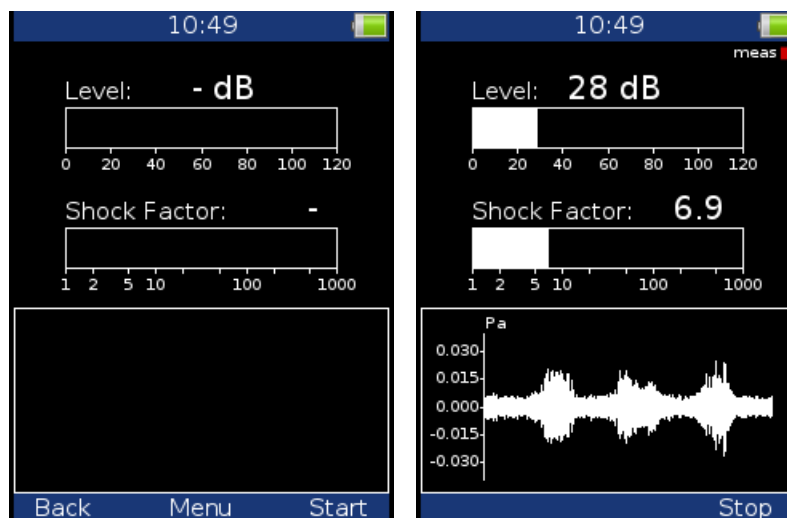 10:49
Level: - dB
0 20 40 60 80 100 120
Shock Factor: -
1 2 5 10 100 1000
Back Menu Start
10:49
meas
Level: 28 dB
0 20 40 60 80 100 120
Shock Factor: 6.9
1 2 5 10 100 1000
Pa
0.030
0.015
0.000
-0.015
-0.030
Stop